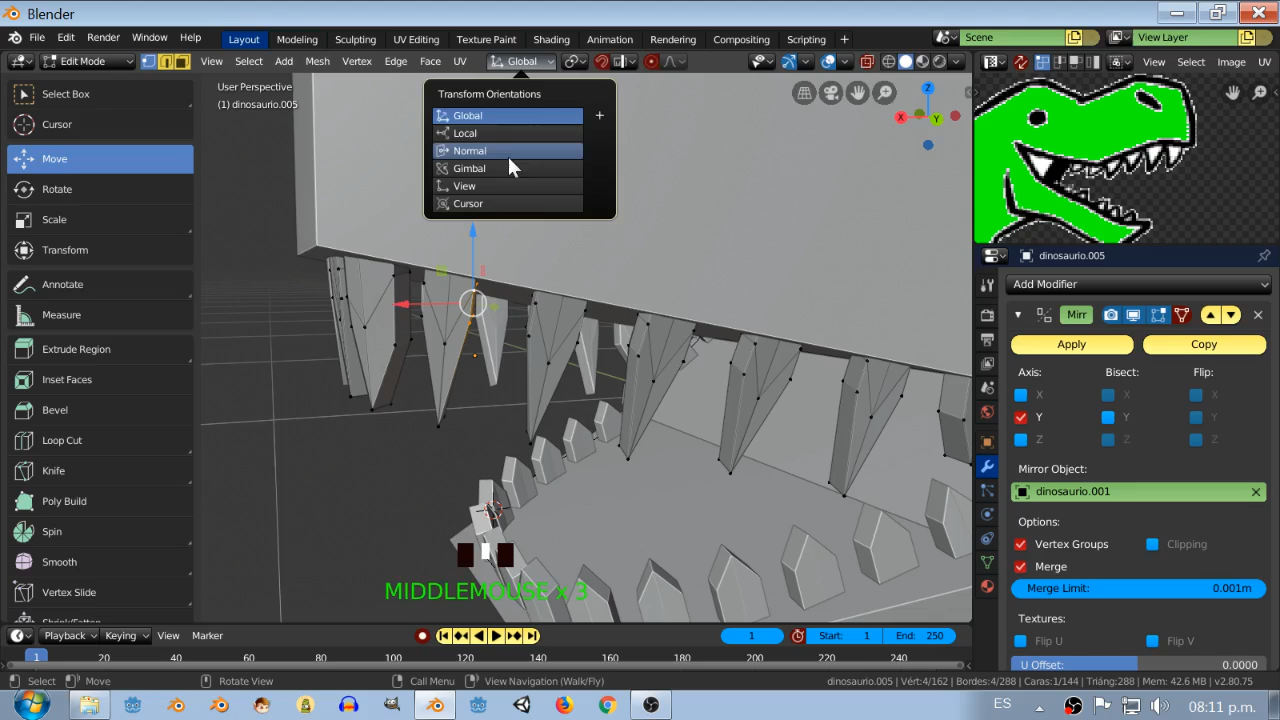 Blender
File Edit Render Window Help Layout Modeling Sculpting UV Editing Texture Paint Shading Animation Rendering Compositing Scripting + Scene View Layer
Edit Mode View Select Add Mesh Vertex Edge Face UV Global View Select Image UV
Select Box
Cursor
Move
Rotate
Scale
Transform
Annotate
Measure
Extrude Region
Inset Faces
Bevel
Loop Cut
Knife
Poly Build
Spin
Smooth
Vertex Slide
Shrink/Fatten
User Perspective
(1) dinosaurio.005
Transform Orientations
Global +
Local
Normal
Gimbal
View
Cursor
Z
X
Y
MIDDLEMOUSE x 3
dinosaurio.005
Add Modifier
Mirr
Apply Copy
Axis: Bisect: Flip:
X X X
Y Y Y
Z Z Z
Mirror Object:
dinosaurio.001
Options:
Vertex Groups Clipping
Merge
Merge Limit: 0.001m
Textures:
Flip U Flip V
U Offset: 0.0000
Playback Keying View Marker 1 Start: 1 End: 250
1 20 40 60 80 100 120 140 160 180 200 220 240
Select Move Rotate View Call Menu View Navigation (Walk/Fly) dinosaurio.005 | Vért:4/162 | Bordes:4/288 | Caras:1/144 | Triáng:288 | Mem: 42.6 MB | v2.80.75
ES 08:11 p.m.